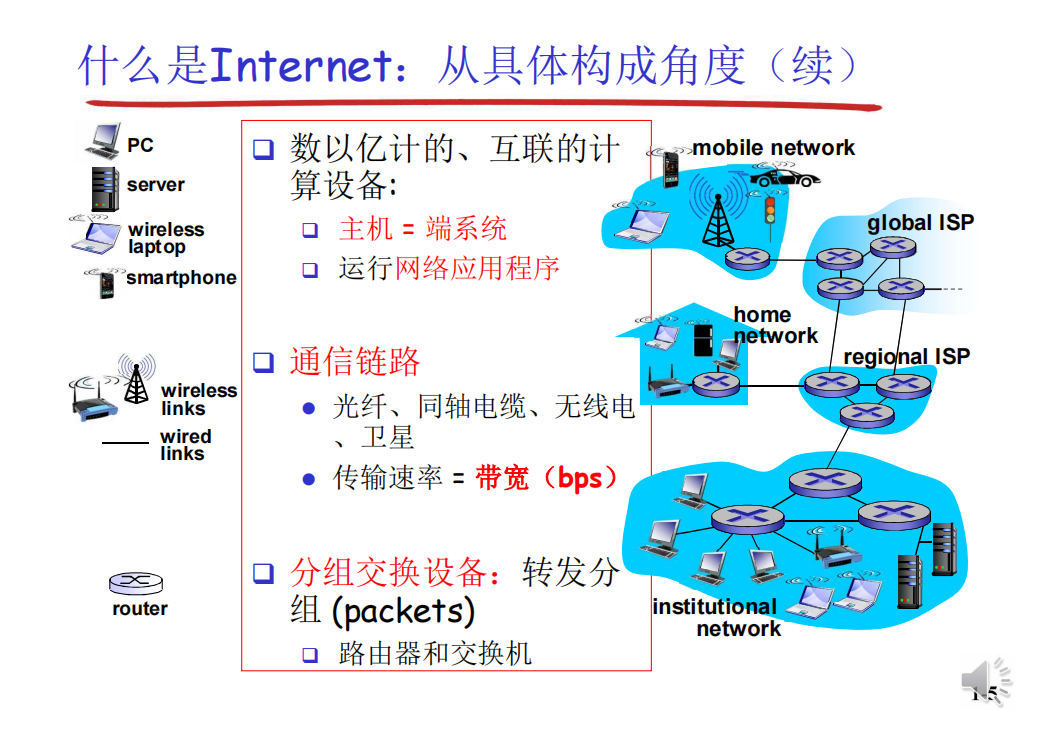 什么是Internet：从具体构成角度（续）
PC
server
wireless
laptop
smartphone
wireless
links
wired
links
router
数以亿计的、互联的计
算设备:
主机 = 端系统
运行网络应用程序
通信链路
光纤、同轴电缆、无线电
、卫星
传输速率 = 带宽（bps）
分组交换设备：转发分
组 (packets)
路由器和交换机
mobile network
global ISP
home
network
regional ISP
institutional
network
1-5